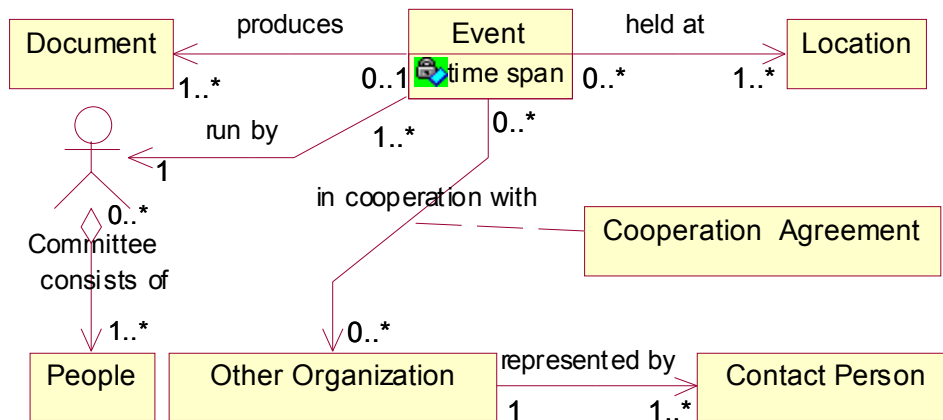 produces
held at
Document
Event
Location
time span
1..*
0..1
0..*
1..*
run by
1..*
0..*
1
in cooperation with
0..*
Committee
Cooperation Agreement
consists of
1..*
0..*
represented by
People
Other Organization
Contact Person
1
1..*